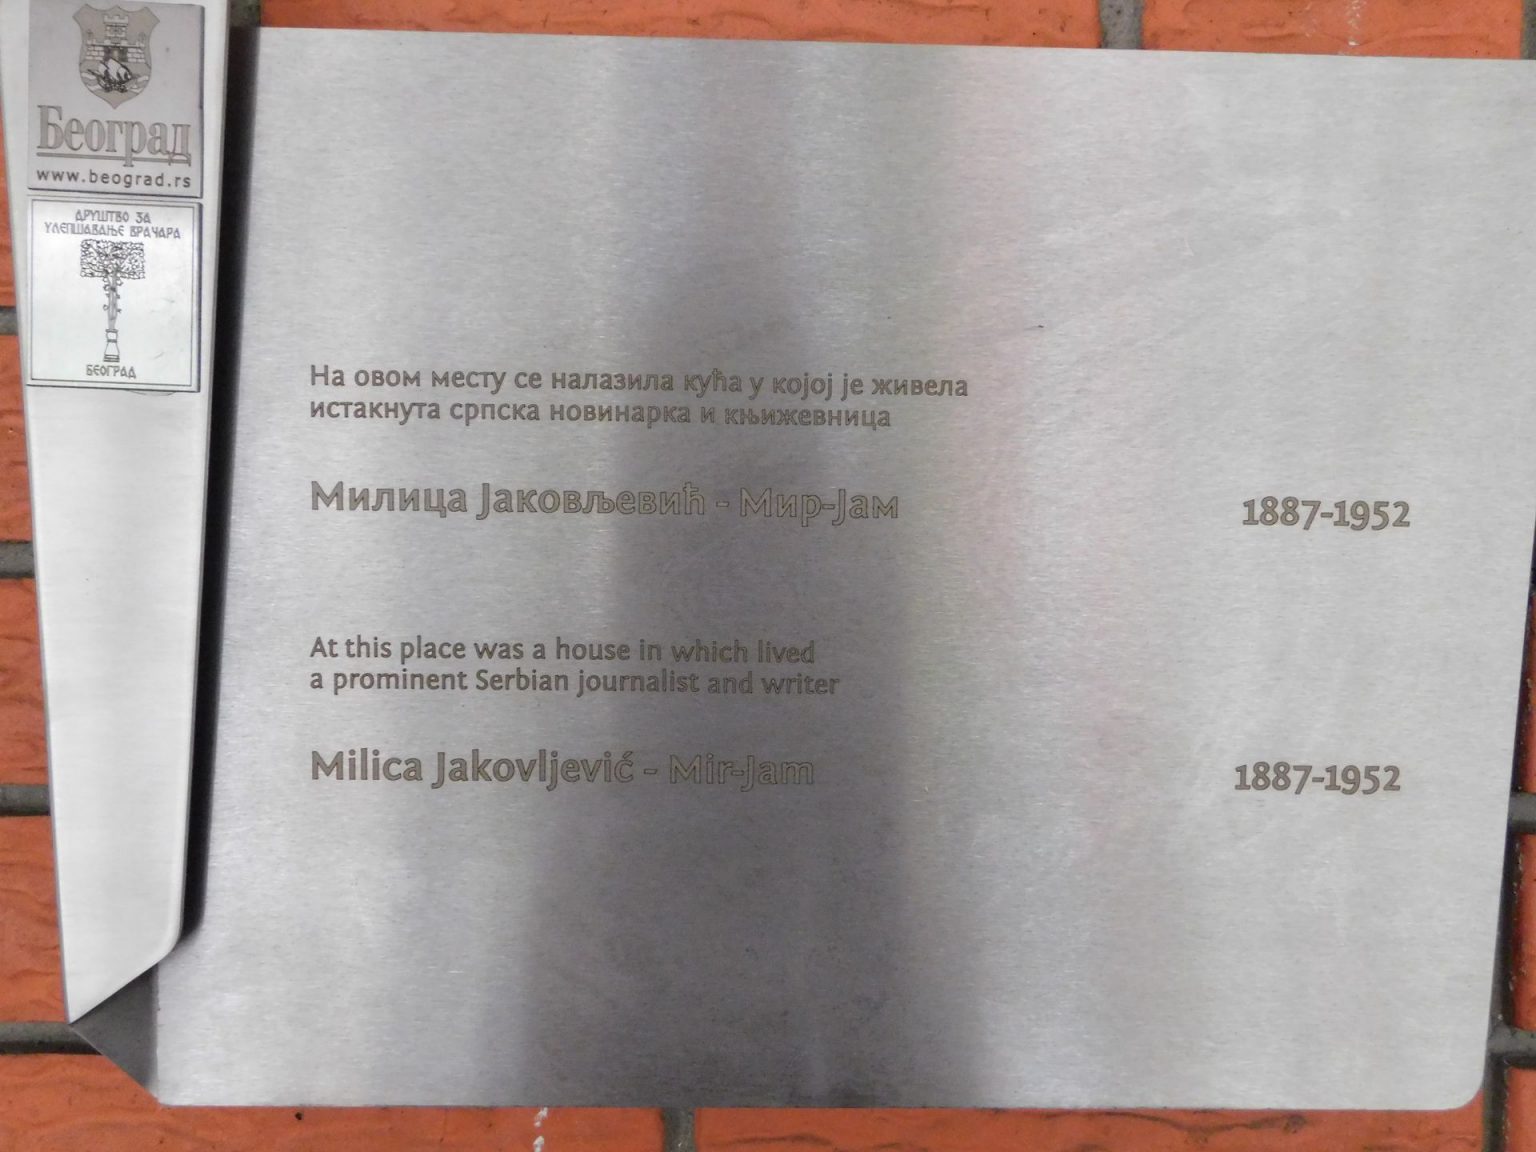 Београд
www.beograd.rs
ДРУШТВО ЗА
УЛЕПШАВАЊЕ ВРАЧАРА
БЕОГРАД
На овом месту се налазила кућа у којој је живела
истакнута српска новинарка и књижевница
Милица Јаковљевић - Мир-Јам 1887-1952
At this place was a house in which lived
a prominent Serbian journalist and writer
Milica Jakovljević - Mir-Jam 1887-1952